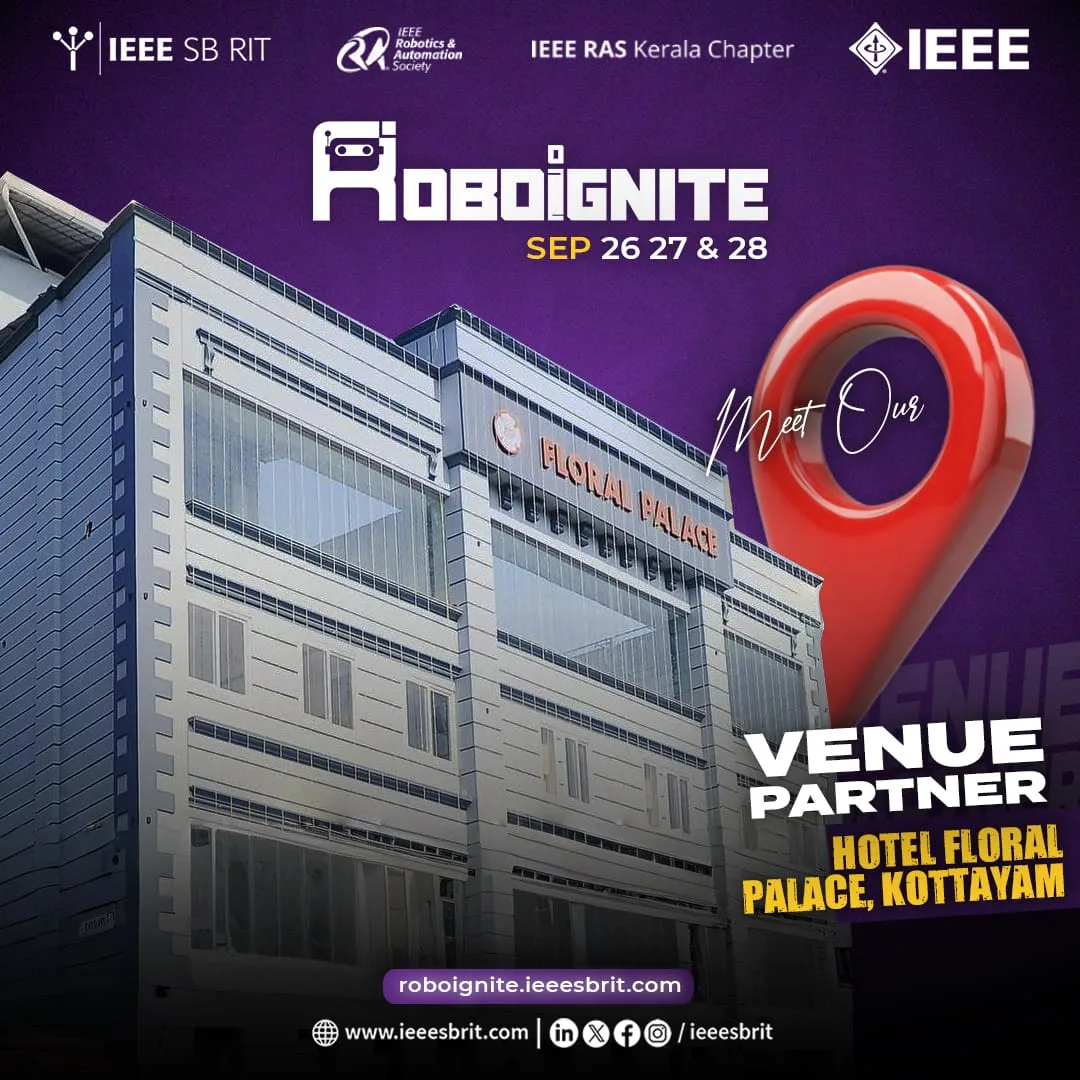 IEEE SB RIT
IEEE
Robotics &
Automation
Society
IEEE RAS Kerala Chapter
IEEE
ROBOIGNITE
SEP 26 27 & 28
FLORAL PALACE
Meet Our
VENUE
VENUE
PARTNER
HOTEL FLORAL
PALACE, KOTTAYAM
roboignite.ieeesbrit.com
www.ieeesbrit.com | /ieeesbrit